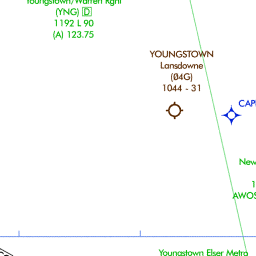 Youngstown/Warren Rgnl
(YNG) D
1192 L 90
(A) 123.75
YOUNGSTOWN
Lansdowne
(04G)
1044 - 31
CAP
New
1
AWOS
Youngstown Elser Metro